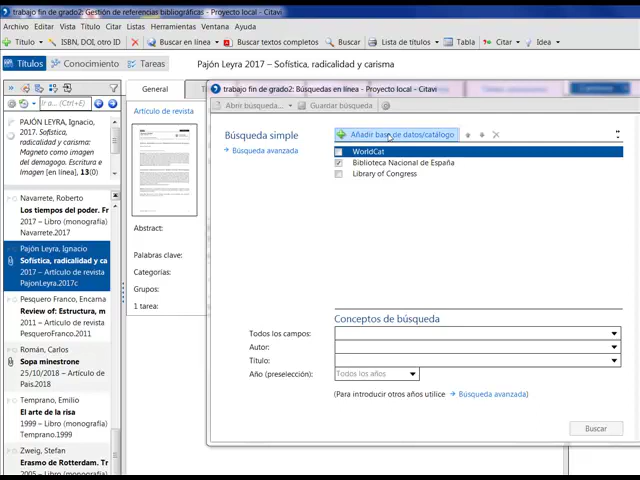 trabajo fin de grado2: Gestión de referencias bibliográficas - Proyecto local - Citavi
Archivo Editar Vista Título Citar Listas Herramientas Ventana Ayuda
Título ISBN, DOI, otro ID Buscar en línea Buscar textos completos Buscar Lista de títulos Tabla Citar Idea
Títulos Conocimiento Tareas Pajón Leyra 2017 – Sofística, radicalidad y carisma
General
trabajo fin de grado2: Búsquedas en línea - Proyecto local - Citavi
Ir a...
Abrir búsqueda... Guardar búsqueda
PAJÓN LEYRA, Ignacio,
2017. Sofística,
radicalidad y carisma:
Magneto como imagen
del demagogo. Escritura e
Imagen [en línea], 13(0)
Navarrete, Roberto
Los tiempos del poder. Fr
2017 – Libro (monografía)
Navarrete.2017
Pajón Leyra, Ignacio
Sofística, radicalidad y ca
2017 – Artículo de revista
PajonLeyra.2017c
Pesquero Franco, Encarna
Review of: Estructura, m
2011 – Artículo de revista
PesqueroFranco.2011
Román, Carlos
Sopa minestrone
25/10/2018 – Artículo de
Pais.2018
Temprano, Emilio
El arte de la risa
1999 – Libro (monografía)
Temprano.1999
Zweig, Stefan
Erasmo de Rotterdam. Tr
2005 – Libro (monografía)
Artículo de revista
Abstract:
Palabras clave:
Categorías:
Grupos:
1 tarea:
Búsqueda simple
Búsqueda avanzada
Añadir base de datos/catálogo
WorldCat
Biblioteca Nacional de España
Library of Congress
Conceptos de búsqueda
Todos los campos:
Autor:
Título:
Año (preselección): Todos los años
(Para introducir otros años utilice Búsqueda avanzada)
Buscar